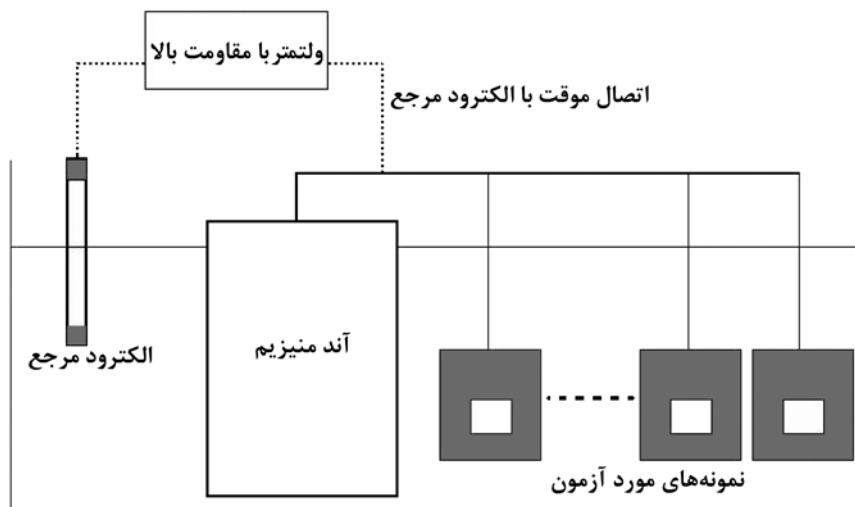 ولتمتر با مقاومت بالا
اتصال موقت با الکترود مرجع
الکترود مرجع
آند منیزیم
نمونه‌های مورد آزمون